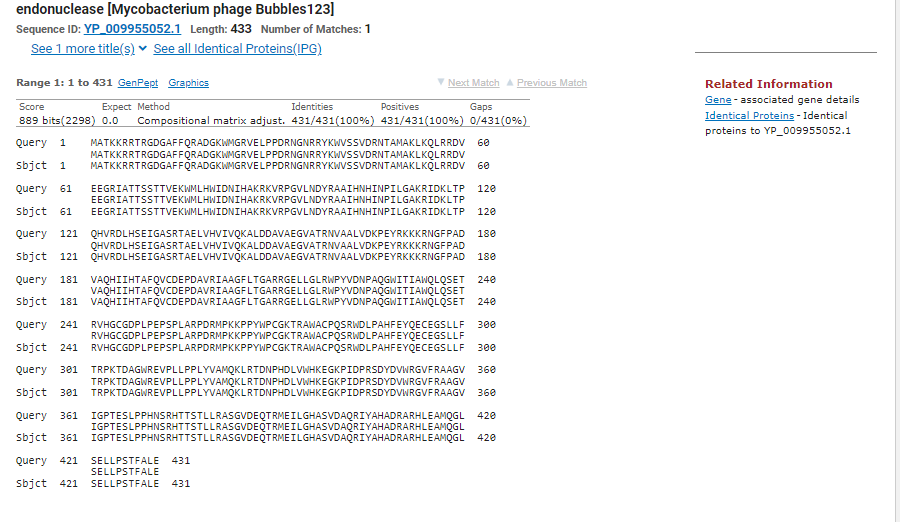 endonuclease [Mycobacterium phage Bubbles123]
Sequence ID: YP_009955052.1 Length: 433 Number of Matches: 1
See 1 more title(s) See all Identical Proteins(IPG)
Range 1: 1 to 431 GenPept Graphics Next Match Previous Match
Score Expect Method Identities Positives Gaps
889 bits(2298) 0.0 Compositional matrix adjust. 431/431(100%) 431/431(100%) 0/431(0%)
Query 1 MATKKRRTRGDGAFFQRADGKWMGRVELPPDRNGNRRYKWVSSVDRNTAMAKLKQLRRDV 60
MATKKRRTRGDGAFFQRADGKWMGRVELPPDRNGNRRYKWVSSVDRNTAMAKLKQLRRDV
Sbjct 1 MATKKRRTRGDGAFFQRADGKWMGRVELPPDRNGNRRYKWVSSVDRNTAMAKLKQLRRDV 60
Query 61 EEGRIATTSSTTVEKWMLHWIDNIHAKRKVRPGVLNDYRAAIHNHINPILGAKRIDKLTP 120
EEGRIATTSSTTVEKWMLHWIDNIHAKRKVRPGVLNDYRAAIHNHINPILGAKRIDKLTP
Sbjct 61 EEGRIATTSSTTVEKWMLHWIDNIHAKRKVRPGVLNDYRAAIHNHINPILGAKRIDKLTP 120
Query 121 QHVRDLHSEIGASRTAELVHVIVQKALDDAVAEGVATRNVAALVDKPEYRKKKRNGFPAD 180
QHVRDLHSEIGASRTAELVHVIVQKALDDAVAEGVATRNVAALVDKPEYRKKKRNGFPAD
Sbjct 121 QHVRDLHSEIGASRTAELVHVIVQKALDDAVAEGVATRNVAALVDKPEYRKKKRNGFPAD 180
Query 181 VAQHIIHTAFQVCDEPDAVRIAAGFLTGARRGELLGLRWPYVDNPAQGWITIAWQLQSET 240
VAQHIIHTAFQVCDEPDAVRIAAGFLTGARRGELLGLRWPYVDNPAQGWITIAWQLQSET
Sbjct 181 VAQHIIHTAFQVCDEPDAVRIAAGFLTGARRGELLGLRWPYVDNPAQGWITIAWQLQSET 240
Query 241 RVHGCGDPLPEPSPLARPDRMPKKPPYWPCGKTRAWACPQSRWDLPAHFEYQECEGSLLF 300
RVHGCGDPLPEPSPLARPDRMPKKPPYWPCGKTRAWACPQSRWDLPAHFEYQECEGSLLF
Sbjct 241 RVHGCGDPLPEPSPLARPDRMPKKPPYWPCGKTRAWACPQSRWDLPAHFEYQECEGSLLF 300
Query 301 TRPKTDAGWREVPLLPPLYVAMQKLRTDNPHDLVWHKEGKPIDPRSDYDVWRGVFRAAGV 360
TRPKTDAGWREVPLLPPLYVAMQKLRTDNPHDLVWHKEGKPIDPRSDYDVWRGVFRAAGV
Sbjct 301 TRPKTDAGWREVPLLPPLYVAMQKLRTDNPHDLVWHKEGKPIDPRSDYDVWRGVFRAAGV 360
Query 361 IGPTESLPPHNSRHTTSTLLRASGVDEQTRMEILGHASVDAQRIYAHADRARHLEAMQGL 420
IGPTESLPPHNSRHTTSTLLRASGVDEQTRMEILGHASVDAQRIYAHADRARHLEAMQGL
Sbjct 361 IGPTESLPPHNSRHTTSTLLRASGVDEQTRMEILGHASVDAQRIYAHADRARHLEAMQGL 420
Query 421 SELLPSTFALE 431
SELLPSTFALE
Sbjct 421 SELLPSTFALE 431
Related Information
Gene - associated gene details
Identical Proteins - Identical
proteins to YP_009955052.1